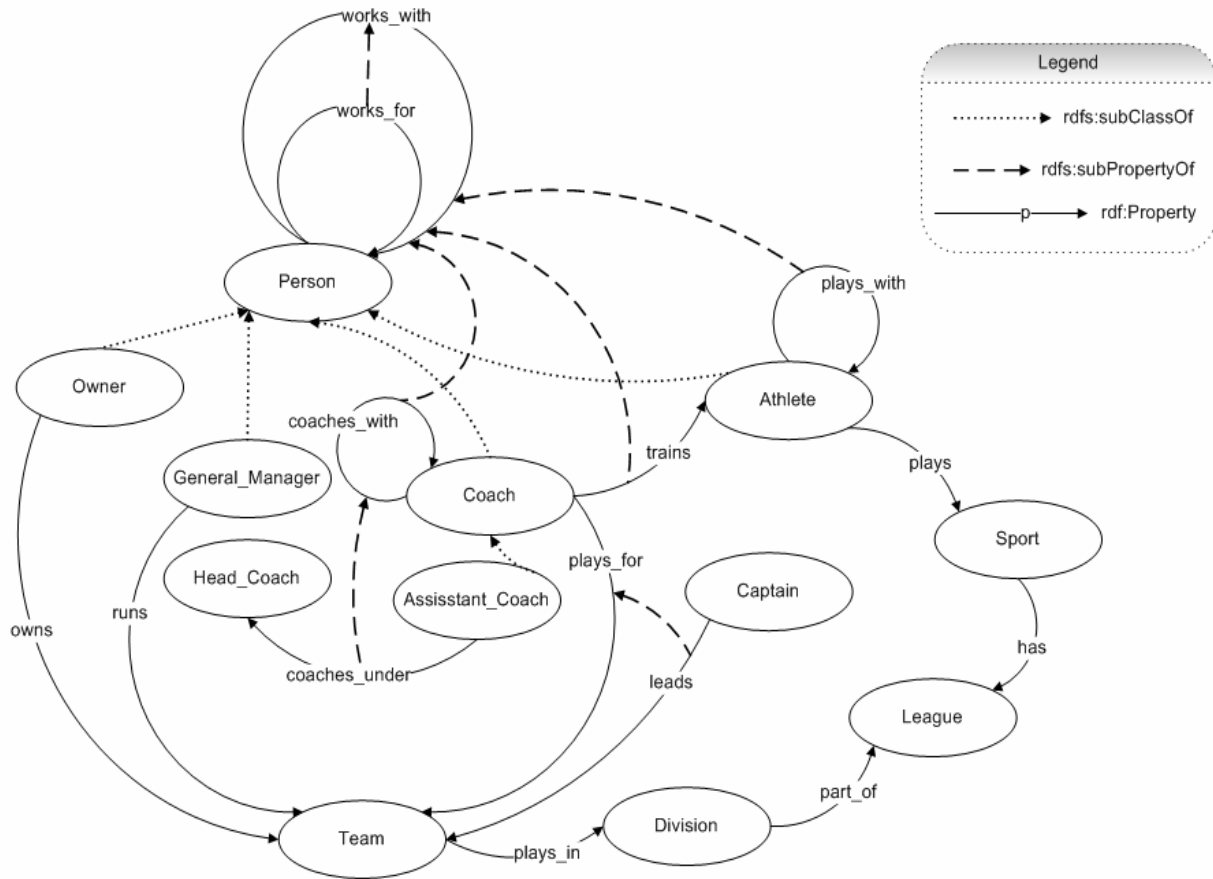 works_with
Legend
works_for
rdfs:subClassOf
rdfs:subPropertyOf
p
rdf:Property
Person
plays_with
Owner
Athlete
coaches_with
trains
plays
General_Manager
Coach
Sport
plays_for
Head_Coach
Assisstant_Coach
Captain
runs
owns
has
coaches_under
leads
League
part_of
Team
Division
plays_in